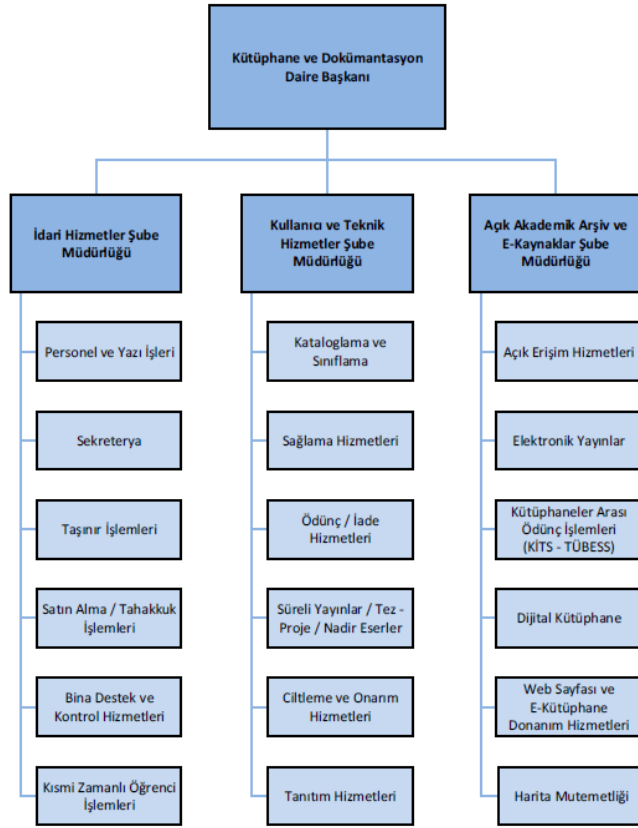 Kütüphane ve Dokümantasyon
Daire Başkanı
İdari Hizmetler Şube
Müdürlüğü
Kullanıcı ve Teknik
Hizmetler Şube
Müdürlüğü
Açık Akademik Arşiv ve
E-Kaynaklar Şube
Müdürlüğü
Personel ve Yazı İşleri
Sekreterya
Taşınır İşlemleri
Satın Alma / Tahakkuk
İşlemleri
Bina Destek ve
Kontrol Hizmetleri
Kısmi Zamanlı Öğrenci
İşlemleri
Kataloglama ve
Sınıflama
Sağlama Hizmetleri
Ödünç / İade
Hizmetleri
Süreli Yayınlar / Tez -
Proje / Nadir Eserler
Ciltleme ve Onarım
Hizmetleri
Tanıtım Hizmetleri
Açık Erişim Hizmetleri
Elektronik Yayınlar
Kütüphaneler Arası
Ödünç İşlemleri
(KİTS - TÜBESS)
Dijital Kütüphane
Web Sayfası ve
E-Kütüphane
Donanım Hizmetleri
Harita Mutemetliği